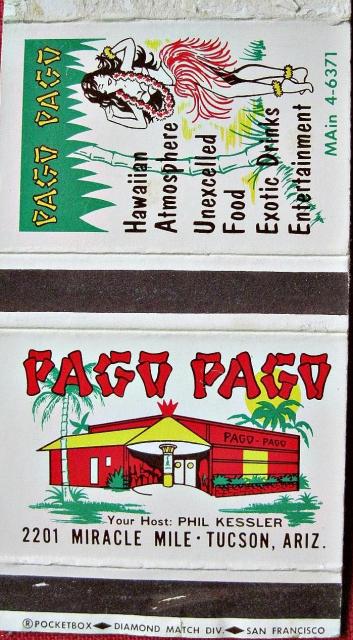 PAGO PAGO
Hawaiian
Atmosphere
Unexcelled
Food
Exotic Drinks
Entertainment
MAin 4-6371
PAGO PAGO
PAGO-PAGO
Your Host: PHIL KESSLER
2201 MIRACLE MILE · TUCSON, ARIZ.
®POCKETBOX ◆ DIAMOND MATCH DIV. ◆ SAN FRANCISCO